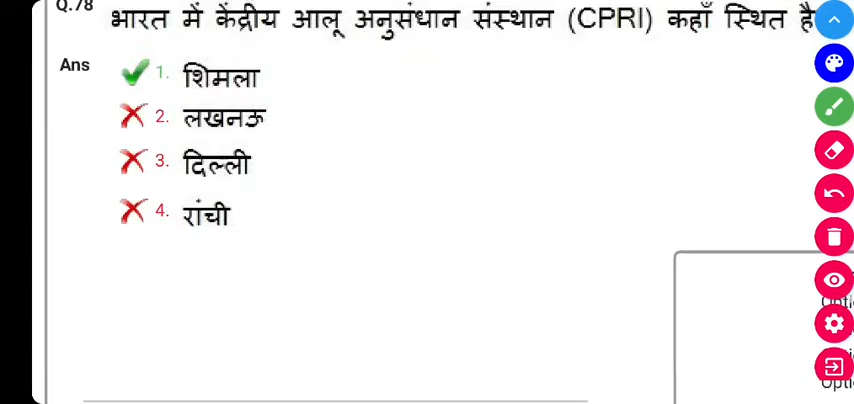 Q.78 भारत में केंद्रीय आलू अनुसंधान संस्थान (CPRI) कहाँ स्थित है
Ans 1. शिमला
2. लखनऊ
3. दिल्ली
4. रांची